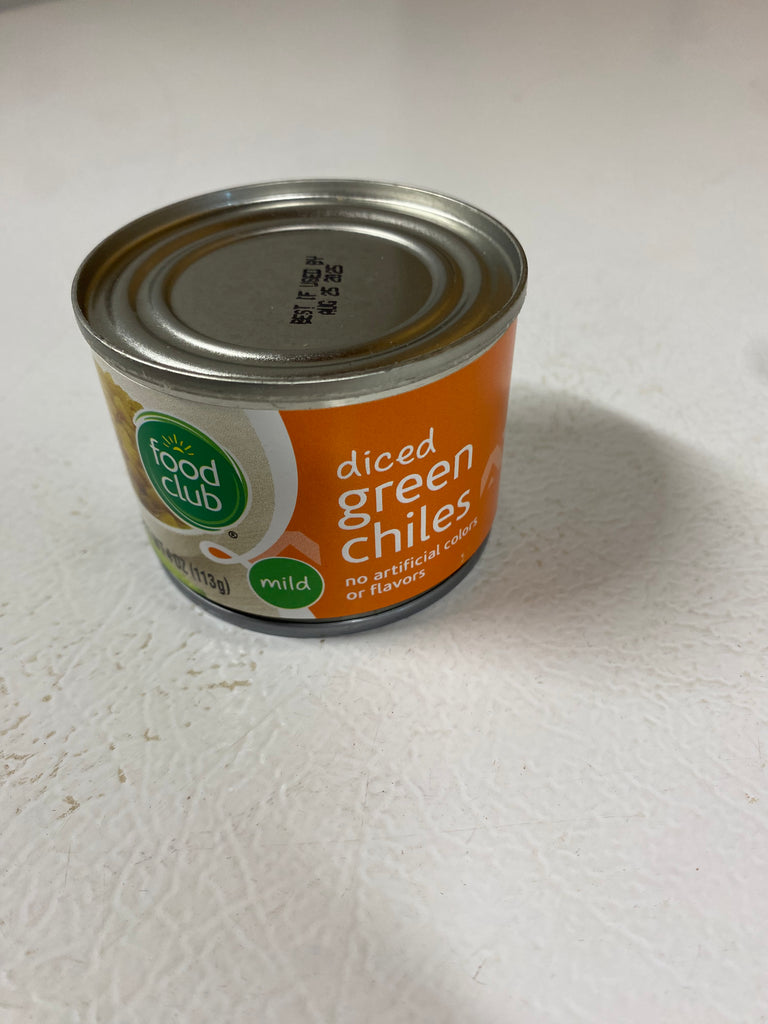 BEST IF USED BY
AUG 25 2025
food
club
®
diced
green
chiles
no artificial colors
or flavors
mild
OZ (113g)